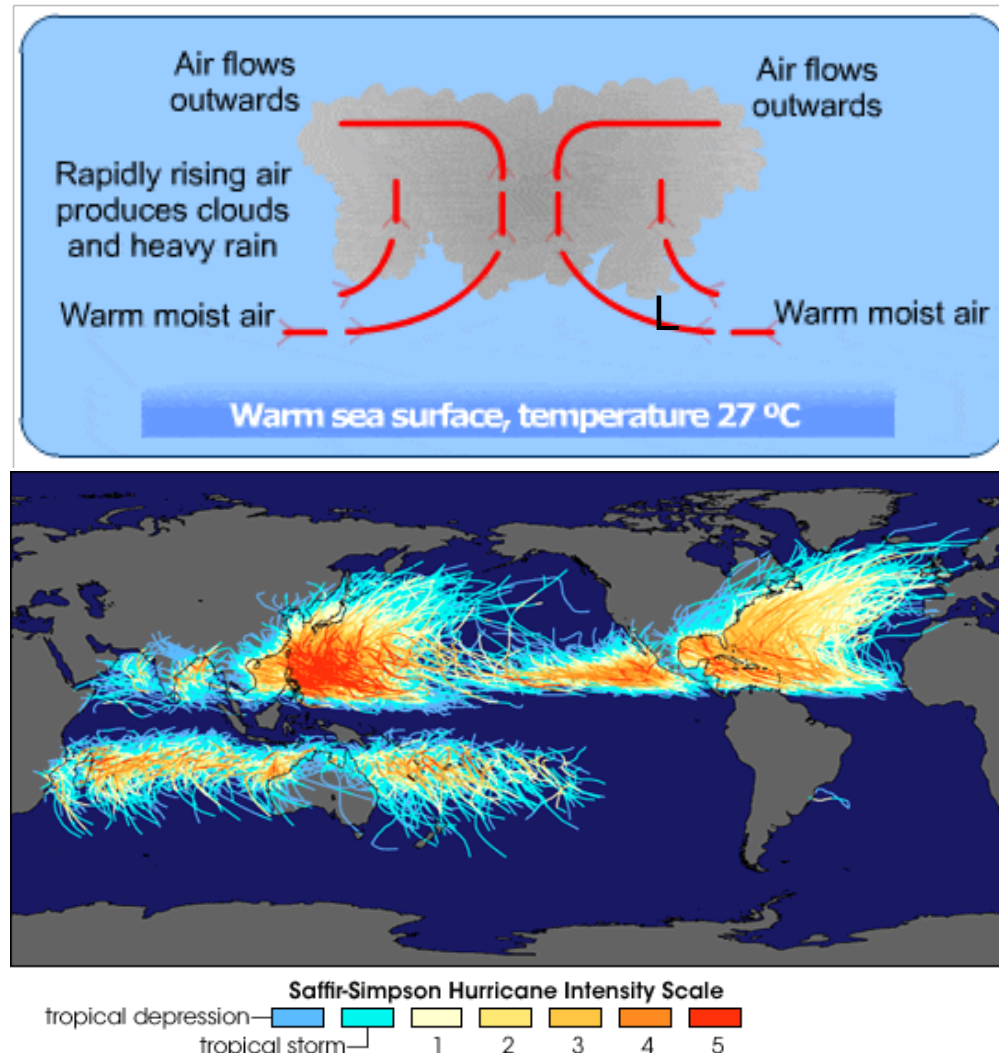 Air flows
outwards
Air flows
outwards
Rapidly rising air
produces clouds
and heavy rain
Warm moist air
Warm moist air
L
Warm sea surface, temperature 27 ºC
Saffir-Simpson Hurricane Intensity Scale
tropical depression
tropical storm
1 2 3 4 5